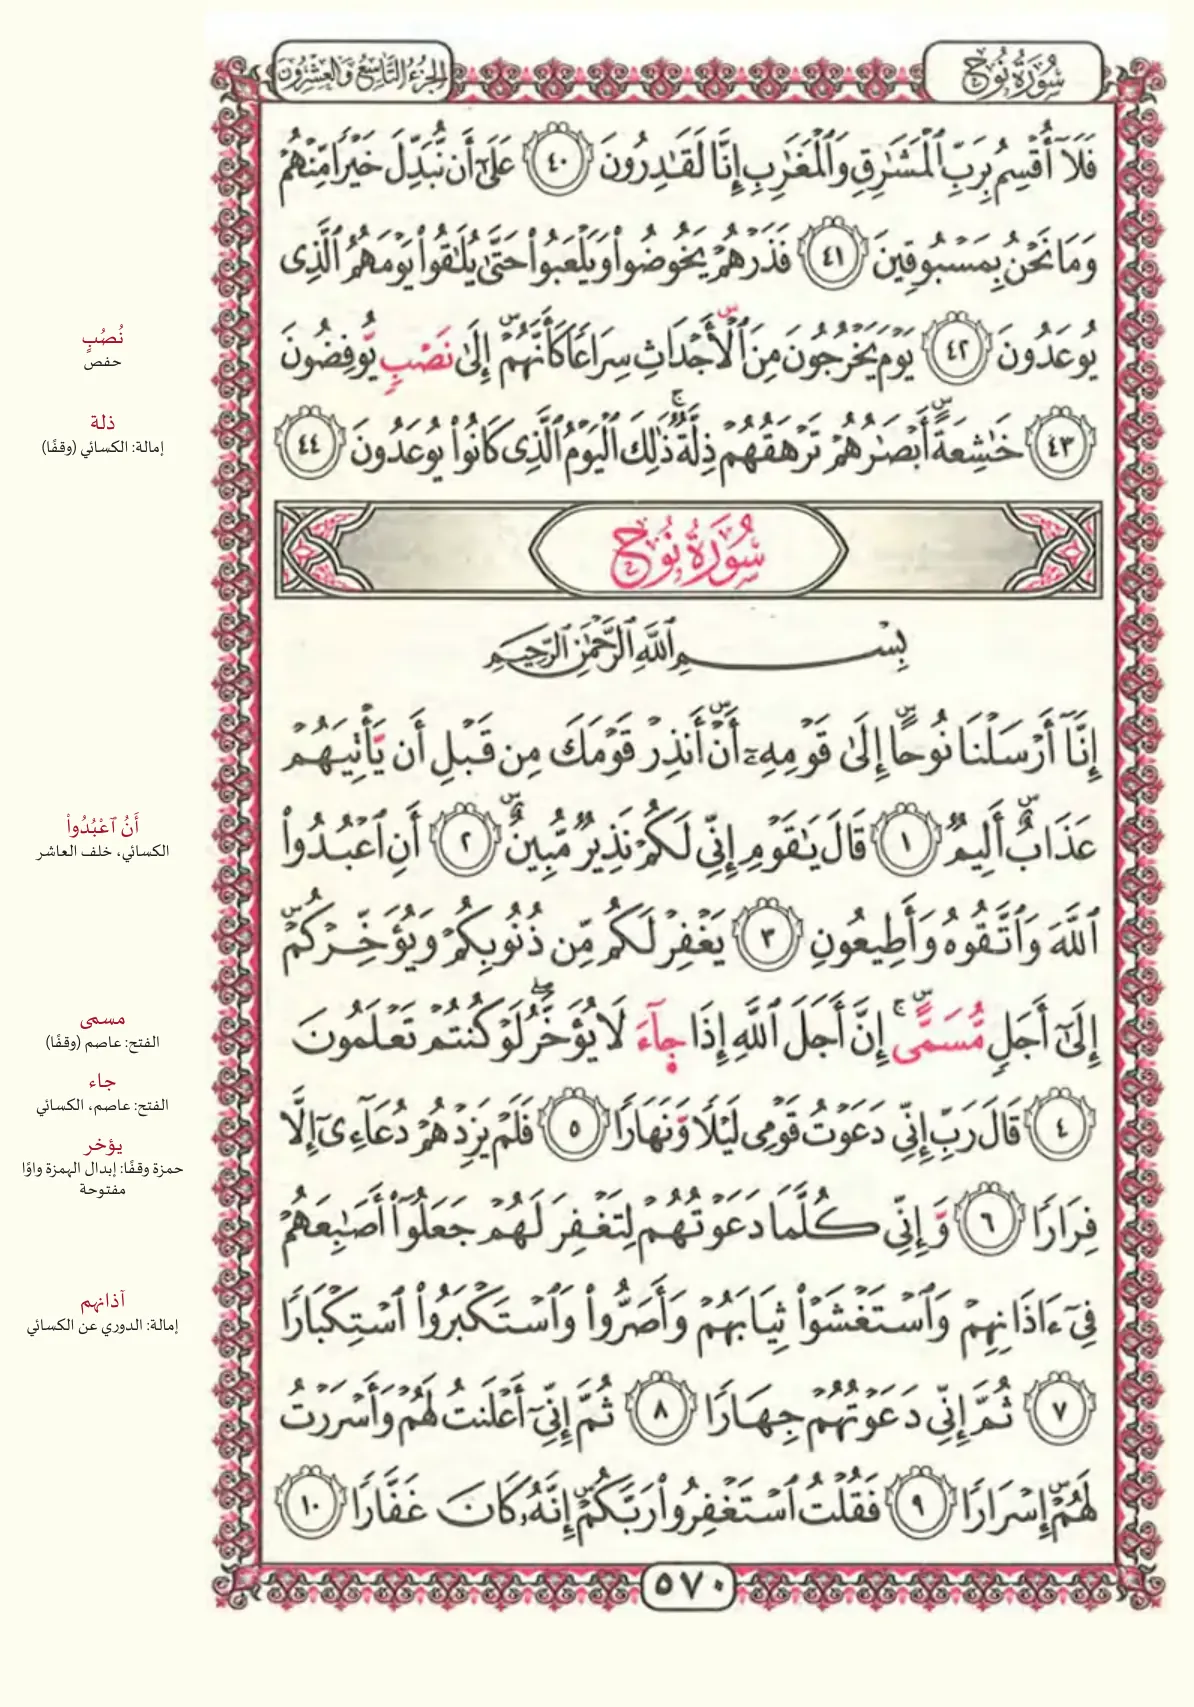 سُورَةُ نُوحٍ
الجُزءُ التَّاسِعُ وَالعِشْرُونَ
فَلَآ أُقْسِمُ بِرَبِّ ٱلْمَشَٰرِقِ وَٱلْمَغَٰرِبِ إِنَّا لَقَٰدِرُونَ ٤٠ عَلَىٰٓ أَن نُّبَدِّلَ خَيْرًا مِّنْهُمْ
وَمَا نَحْنُ بِمَسْبُوقِينَ ٤١ فَذَرْهُمْ يَخُوضُوا۟ وَيَلْعَبُوا۟ حَتَّىٰ يُلَٰقُوا۟ يَوْمَهُمُ ٱلَّذِى
يُوعَدُونَ ٤٢ يَوْمَ يَخْرُجُونَ مِنَ ٱلْأَجْدَاثِ سِرَاعًا كَأَنَّهُمْ إِلَىٰ نَصْبٍ يُوفِضُونَ
٤٣ خَٰشِعَةً أَبْصَٰرُهُمْ تَرْهَقُهُمْ ذِلَّةٌ ۚ ذَٰلِكَ ٱلْيَوْمُ ٱلَّذِى كَانُوا۟ يُوعَدُونَ ٤٤
سُورَةُ نُوحٍ
بِسْمِ ٱللَّهِ ٱلرَّحْمَٰنِ ٱلرَّحِيمِ
إِنَّآ أَرْسَلْنَا نُوحًا إِلَىٰ قَوْمِهِۦٓ أَنْ أَنذِرْ قَوْمَكَ مِن قَبْلِ أَن يَأْتِيَهُمْ
عَذَابٌ أَلِيمٌ ١ قَالَ يَٰقَوْمِ إِنِّى لَكُمْ نَذِيرٌ مُّبِينٌ ٢ أَنِ ٱعْبُدُوا۟
ٱللَّهَ وَٱتَّقُوهُ وَأَطِيعُونِ ٣ يَغْفِرْ لَكُم مِّن ذُنُوبِكُمْ وَيُؤَخِّرْكُمْ
إِلَىٰٓ أَجَلٍ مُّسَمًّى ۚ إِنَّ أَجَلَ ٱللَّهِ إِذَا جَآءَ لَا يُؤَخَّرُ ۖ لَوْ كُنتُمْ تَعْلَمُونَ
٤ قَالَ رَبِّ إِنِّى دَعَوْتُ قَوْمِى لَيْلًا وَنَهَارًا ٥ فَلَمْ يَزِدْهُمْ دُعَآءِىٓ إِلَّا
فِرَارًا ٦ وَإِنِّى كُلَّمَا دَعَوْتُهُمْ لِتَغْفِرَ لَهُمْ جَعَلُوٓا۟ أَصَٰبِعَهُمْ
فِىٓ ءَاذَانِهِمْ وَٱسْتَغْشَوْا۟ ثِيَابَهُمْ وَأَصَرُّوا۟ وَٱسْتَكْبَرُوا۟ ٱسْتِكْبَارًا
٧ ثُمَّ إِنِّى دَعَوْتُهُمْ جِهَارًا ٨ ثُمَّ إِنِّىٓ أَعْلَنتُ لَهُمْ وَأَسْرَرْتُ
لَهُمْ إِسْرَارًا ٩ فَقُلْتُ ٱسْتَغْفِرُوا۟ رَبَّكُمْ إِنَّهُۥ كَانَ غَفَّارًا ١٠
٥٧٠
نُصُبٍ
حفص
ذلة
إمالة: الكسائي (وقفًا)
أَنُ ٱعْبُدُوا۟
الكسائي، خلف العاشر
مسمى
الفتح: عاصم (وقفًا)
جاء
الفتح: عاصم، الكسائي
يؤخر
حمزة وقفًا: إبدال الهمزة واوًا
مفتوحة
آذانهم
إمالة: الدوري عن الكسائي